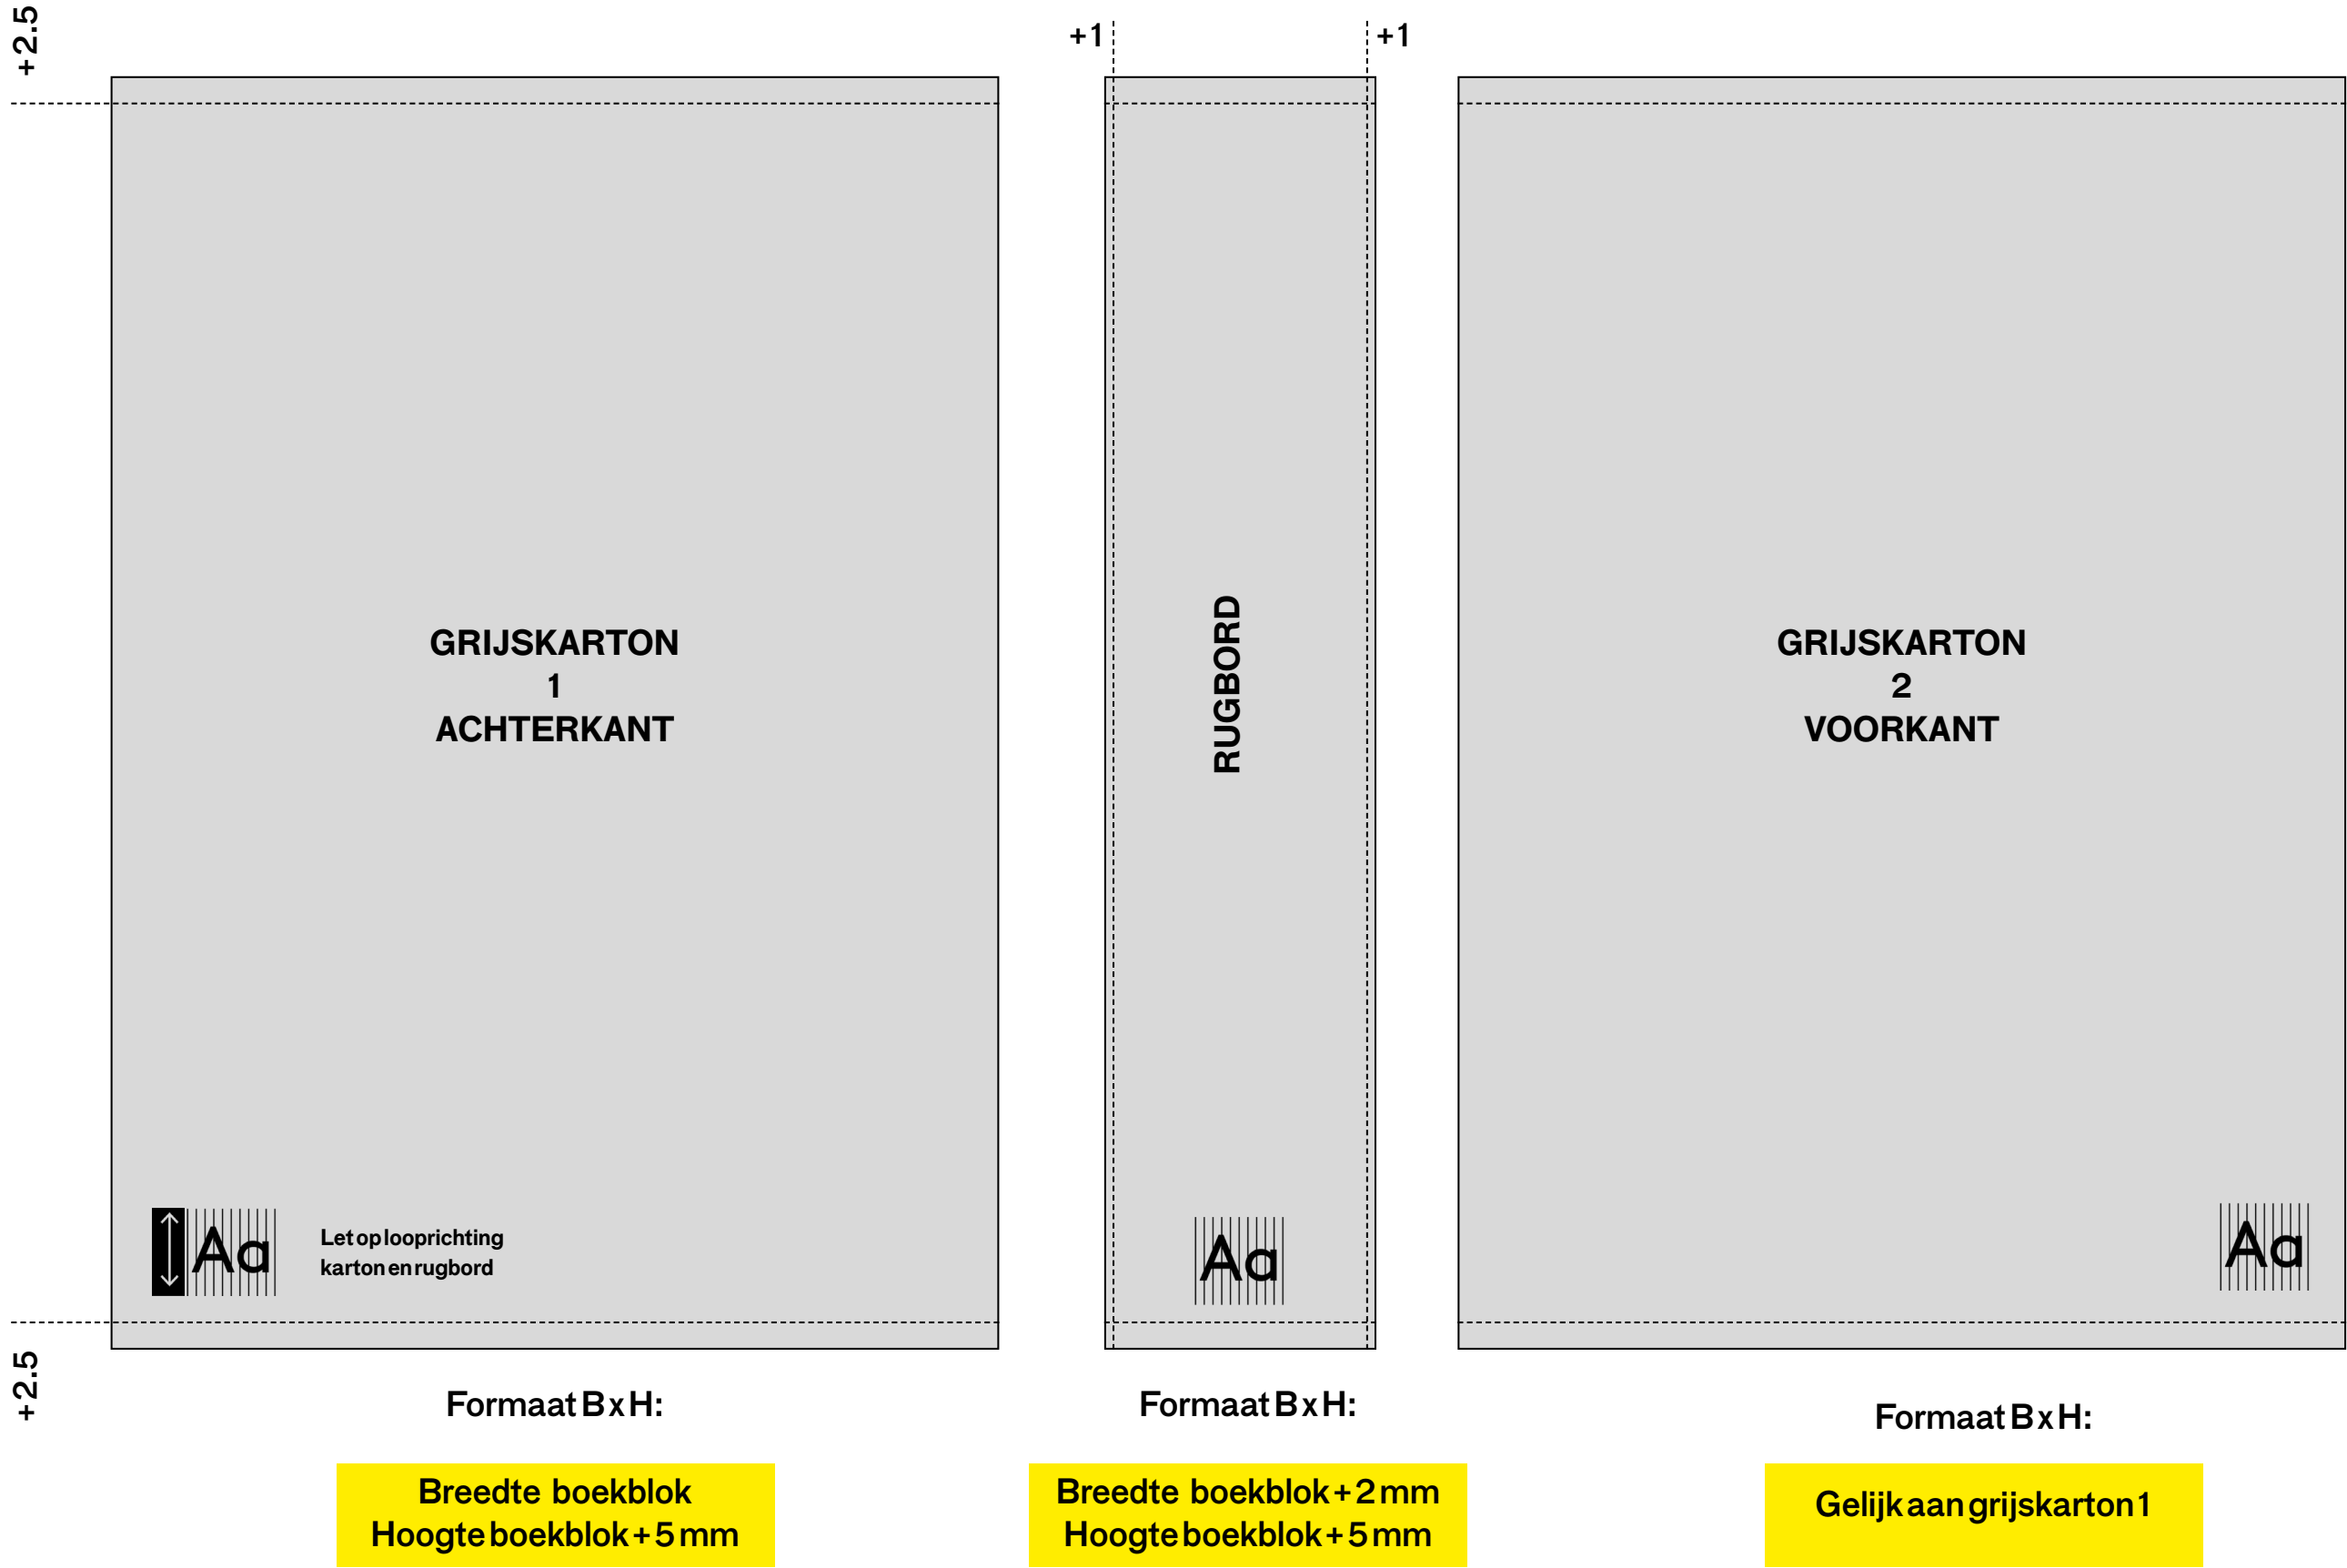 +2.5
+1
+1
GRIJSKARTON
1
ACHTERKANT
RUGBORD
GRIJSKARTON
2
VOORKANT
Aa
Let op looprichting
karton en rugbord
Aa
Aa
+2.5
Formaat B x H:
Breedte boekblok
Hoogte boekblok + 5 mm
Formaat B x H:
Breedte boekblok + 2 mm
Hoogte boekblok + 5 mm
Formaat B x H:
Gelijk aan grijskarton 1